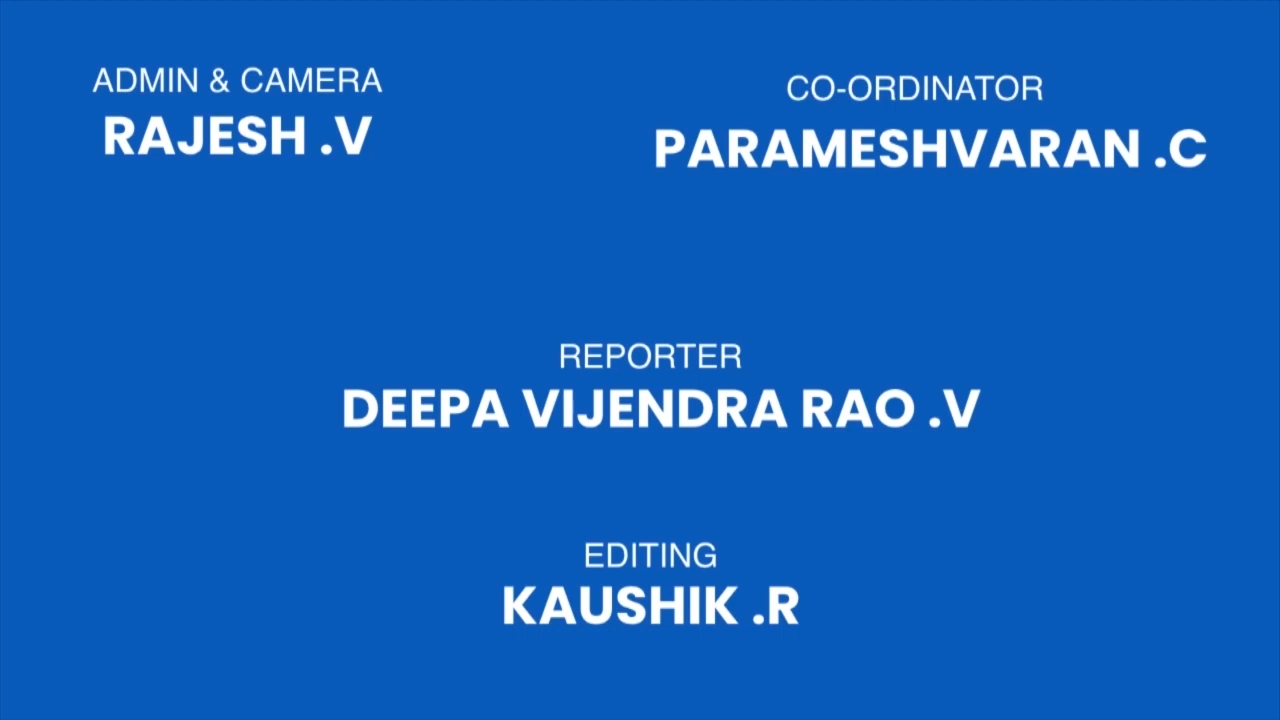 ADMIN & CAMERA
RAJESH .V
CO-ORDINATOR
PARAMESHVARAN .C
REPORTER
DEEPA VIJENDRA RAO .V
EDITING
KAUSHIK .R